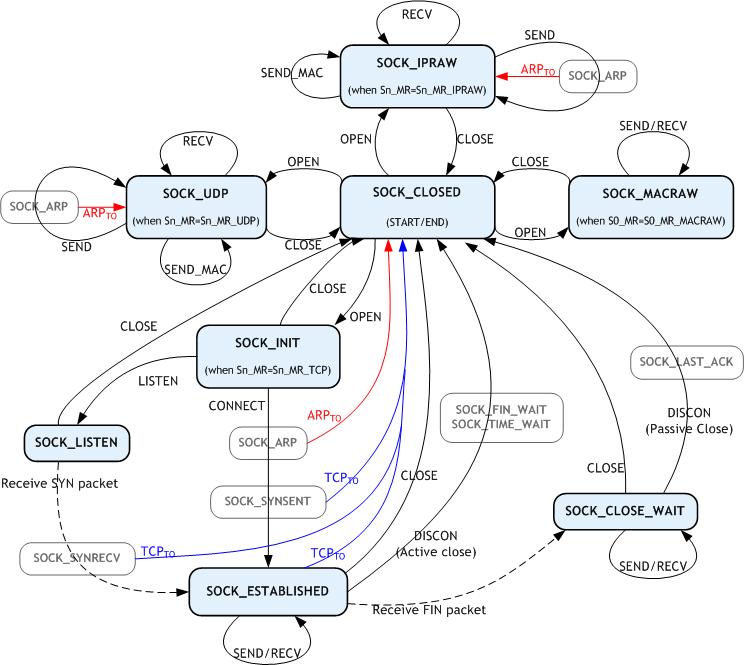 RECV
SEND
SOCK_IPRAW
(when Sn_MR=Sn_MR_IPRAW)
SEND_MAC
ARPTO
SOCK_ARP
OPEN
CLOSE
RECV
SEND/RECV
OPEN
CLOSE
SOCK_UDP
(when Sn_MR=Sn_MR_UDP)
SOCK_CLOSED
(START/END)
SOCK_MACRAW
(when S0_MR=S0_MR_MACRAW)
SOCK_ARP
ARPTO
SEND
CLOSE
OPEN
SEND_MAC
CLOSE
OPEN
CLOSE
SOCK_INIT
(when Sn_MR=Sn_MR_TCP)
LISTEN
SOCK_LAST_ACK
CONNECT
ARPTO
SOCK_FIN_WAIT
SOCK_TIME_WAIT
DISCON
(Passive Close)
SOCK_LISTEN
SOCK_ARP
Receive SYN packet
TCPTO
CLOSE
CLOSE
SOCK_SYNSENT
SOCK_CLOSE_WAIT
DISCON
(Active close)
SOCK_SYNRECV
TCPTO
TCPTO
SEND/RECV
SOCK_ESTABLISHED
Receive FIN packet
SEND/RECV